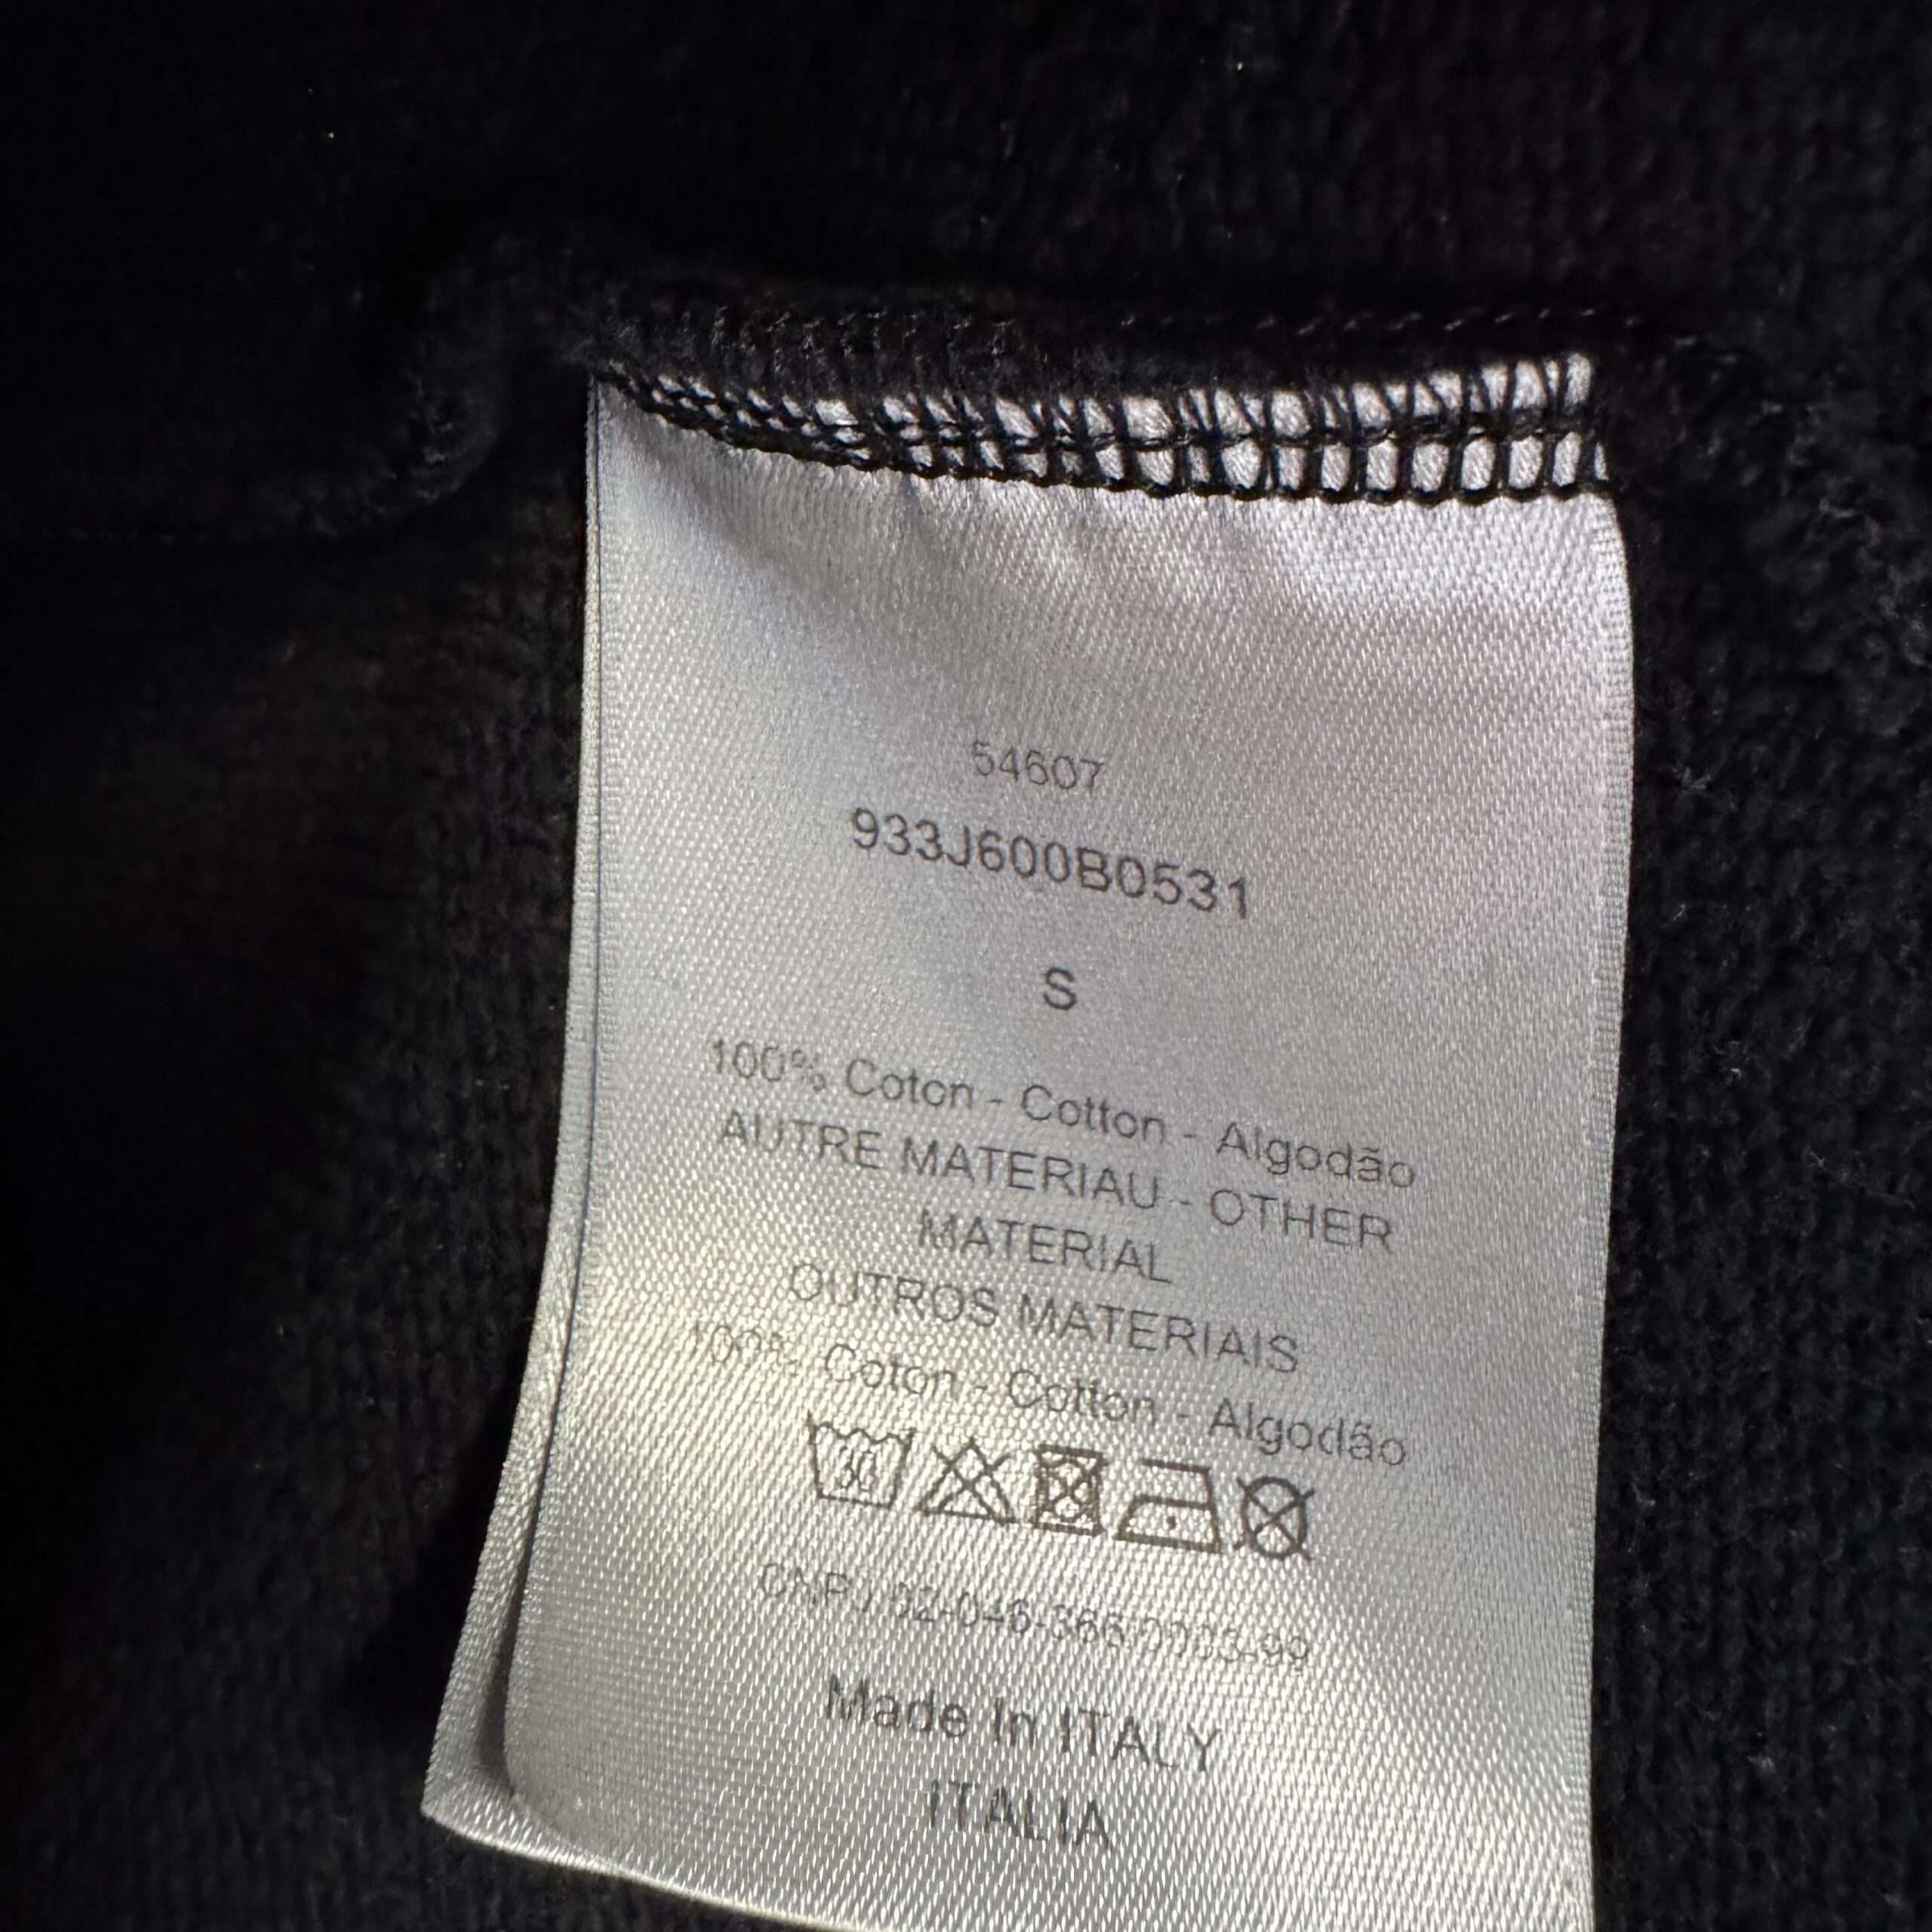 54607
933J600B0531
S
100% Coton - Cotton - Algodão
AUTRE MATERIAU - OTHER
MATERIAL
OUTROS MATERIAIS
100% Coton - Cotton - Algodão
30
Made In ITALY
ITALIA